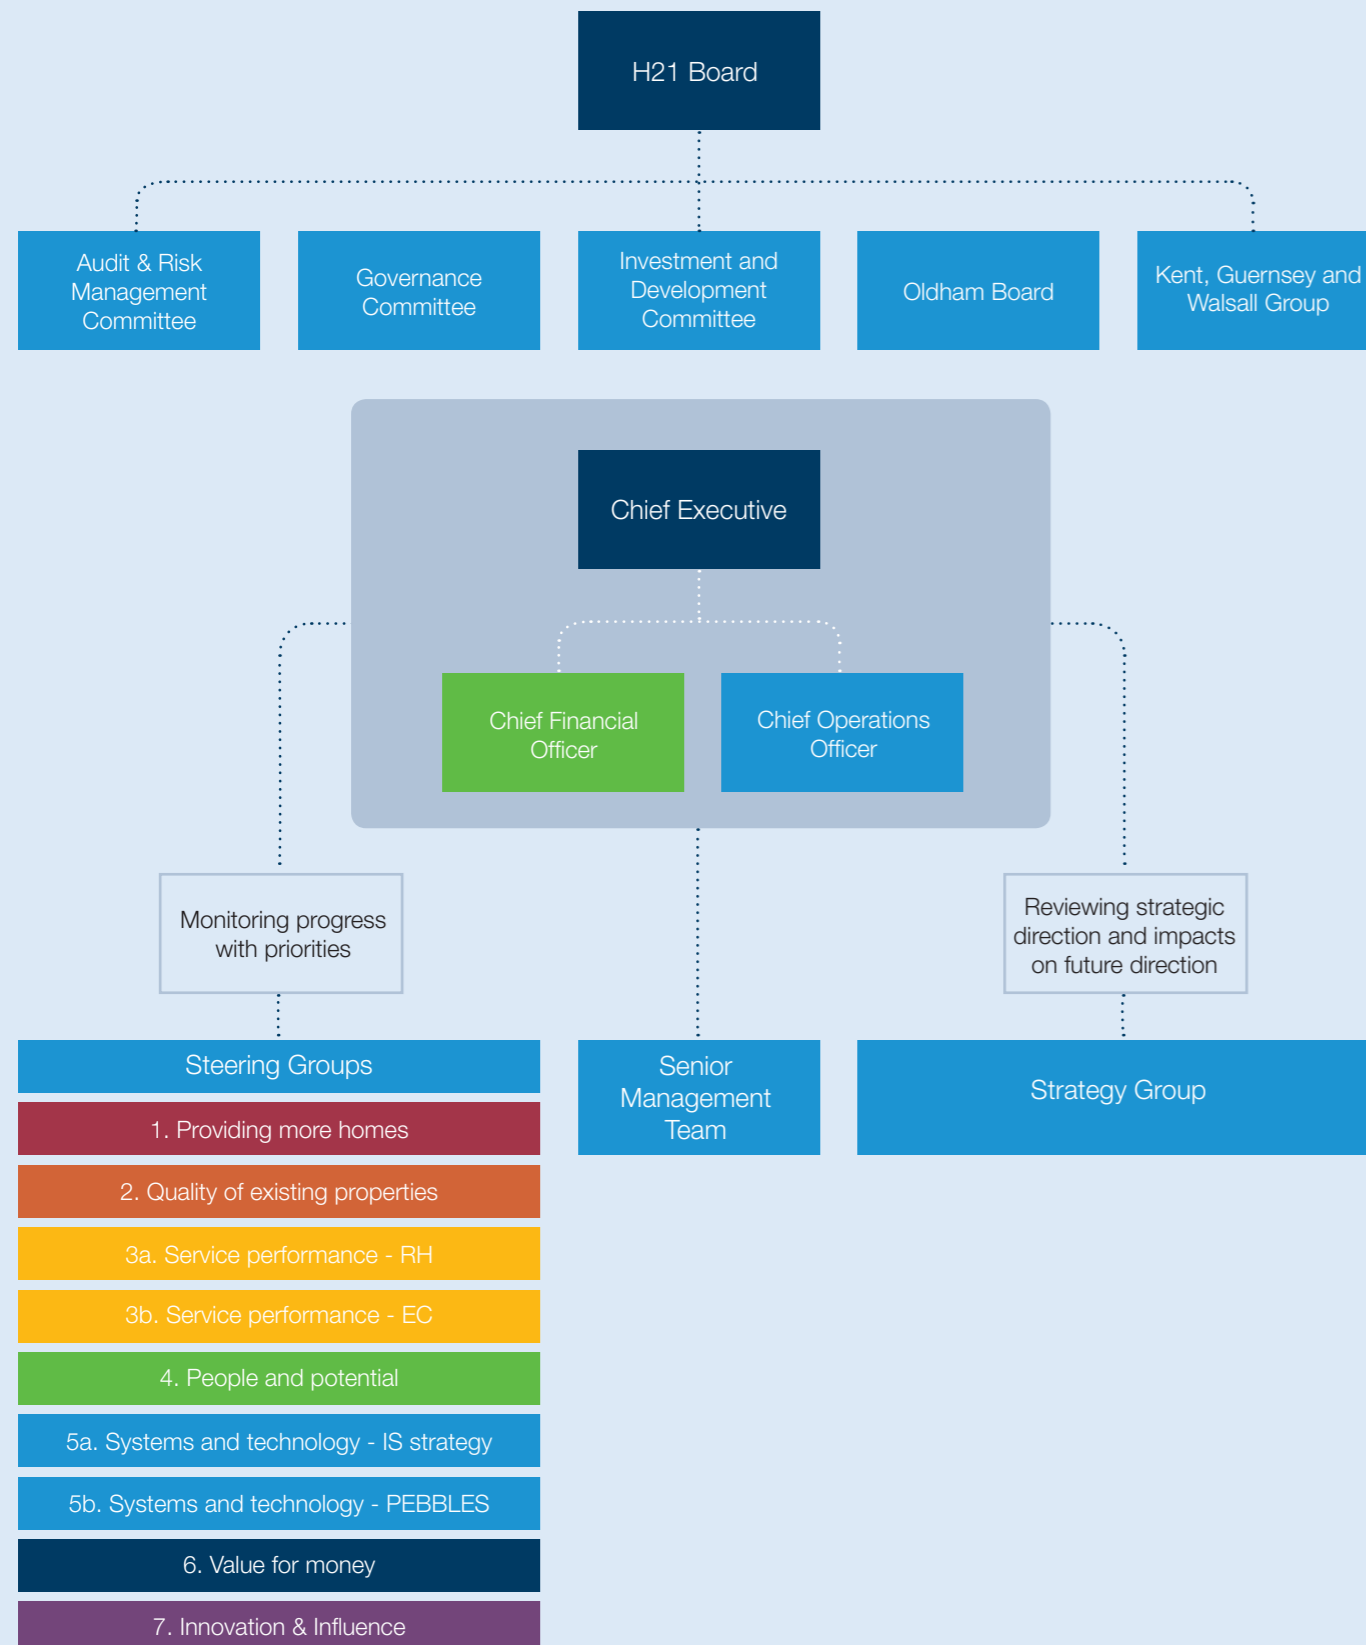 H21 Board
Audit & Risk
Management
Committee
Governance
Committee
Investment and
Development
Committee
Oldham Board
Kent, Guernsey and
Walsall Group
Chief Executive
Chief Financial
Officer
Chief Operations
Officer
Monitoring progress
with priorities
Reviewing strategic
direction and impacts
on future direction
Steering Groups
1. Providing more homes
2. Quality of existing properties
3a. Service performance - RH
3b. Service performance - EC
4. People and potential
5a. Systems and technology - IS strategy
5b. Systems and technology - PEBBLES
6. Value for money
7. Innovation & Influence
Senior
Management
Team
Strategy Group